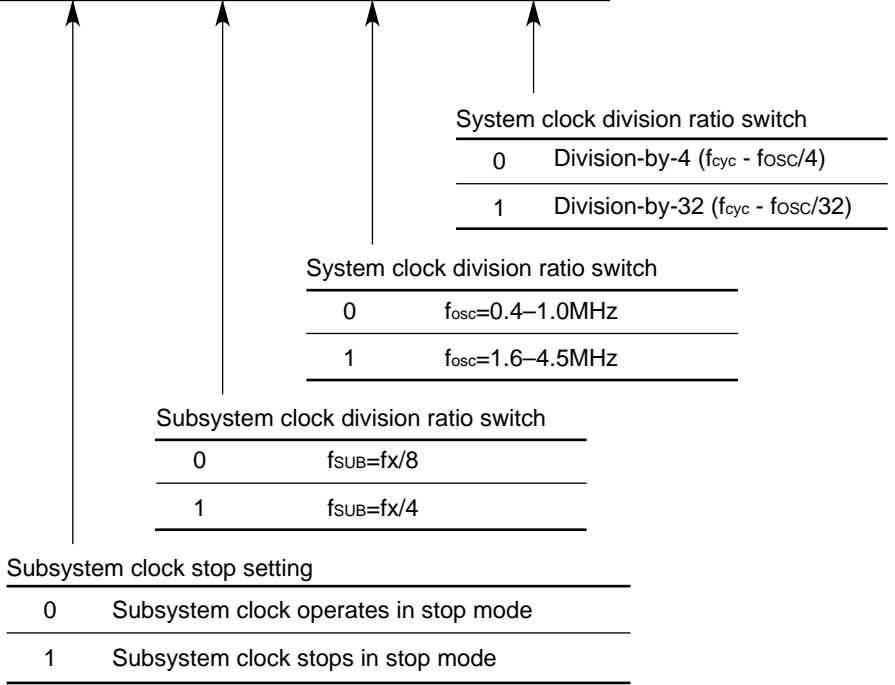 System clock division ratio switch
0 Division-by-4 (fcyc - fOSC/4)
1 Division-by-32 (fcyc - fOSC/32)
System clock division ratio switch
0 fosc=0.4–1.0MHz
1 fosc=1.6–4.5MHz
Subsystem clock division ratio switch
0 fSUB=fx/8
1 fSUB=fx/4
Subsystem clock stop setting
0 Subsystem clock operates in stop mode
1 Subsystem clock stops in stop mode